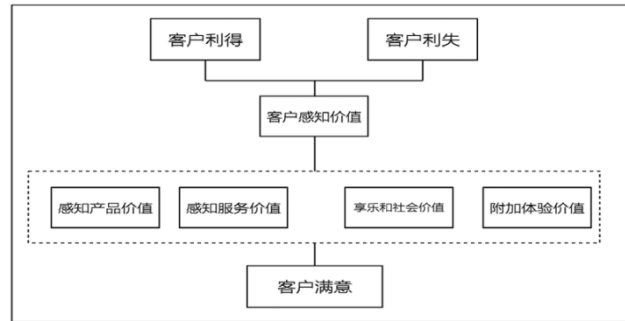 客户利得
客户利失
客户感知价值
感知产品价值
感知服务价值
享乐和社会价值
附加体验价值
客户满意